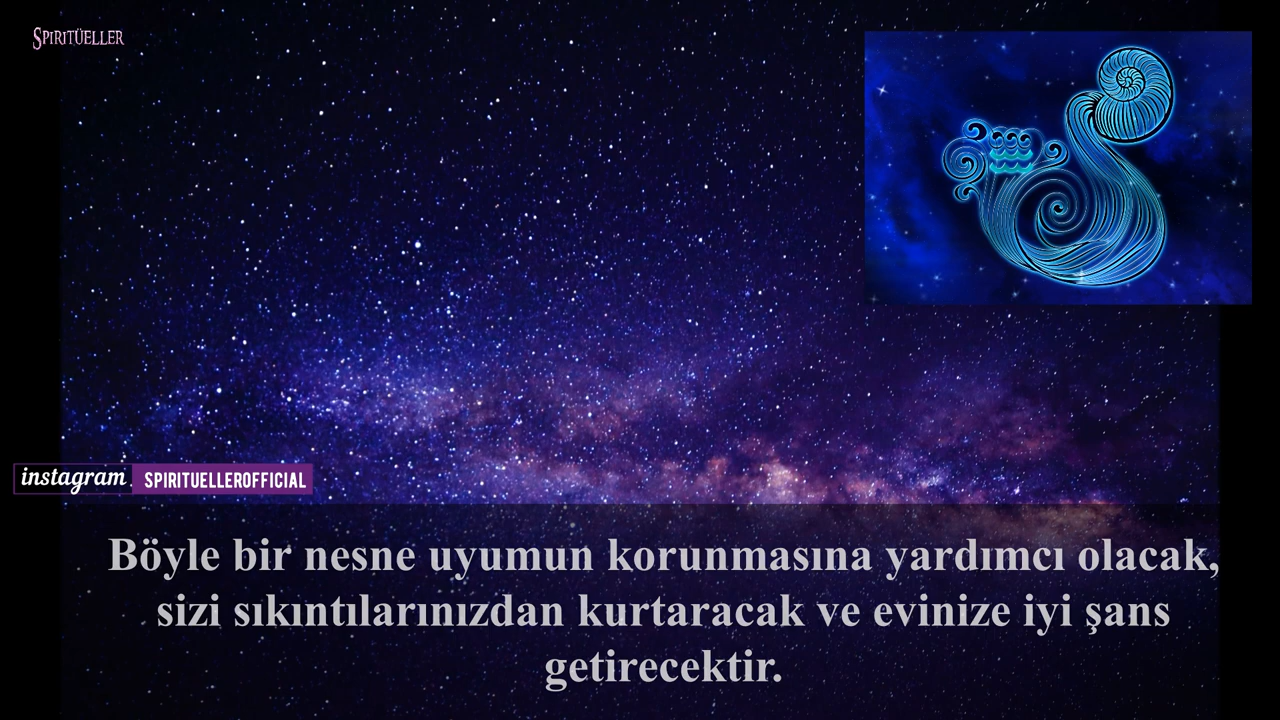 SPIRITÜELLER
instagram. SPIRITUELLEROFFICIAL
Böyle bir nesne uyumun korunmasına yardımcı olacak,
sizi sıkıntılarınızdan kurtaracak ve evinize iyi şans
getirecektir.